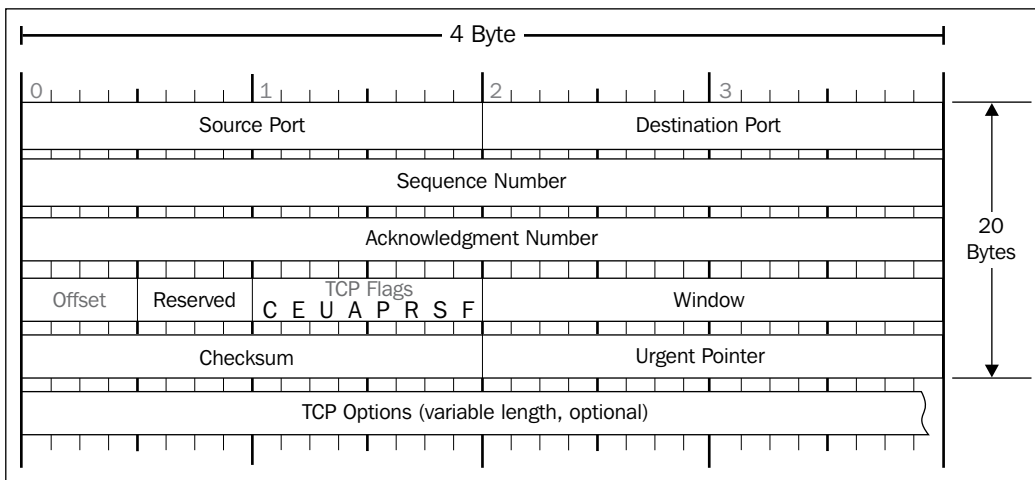 4 Byte
0 1 2 3
Source Port Destination Port
Sequence Number
Acknowledgment Number
20
Bytes
Offset Reserved TCP Flags Window
C E U A P R S F
Checksum Urgent Pointer
TCP Options (variable length, optional)